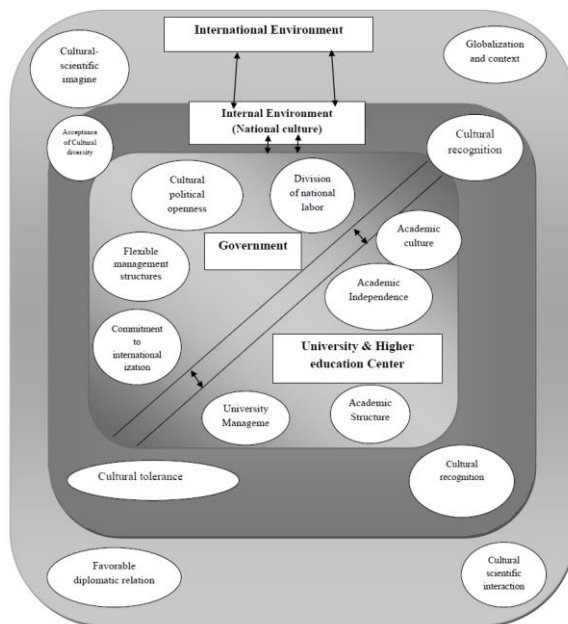 International Environment
Cultural-
scientific
imagine
Globalization
and context
Internal Environment
(National culture)
Acceptance
of Cultural
diversity
Cultural
recognition
Cultural
political
openness
Division
of national
labor
Government
Academic
culture
Flexible
management
structures
Academic
Independence
Commitment
to
international
ization
University & Higher
education Center
University
Manageme
Academic
Structure
Cultural tolerance
Cultural
recognition
Favorable
diplomatic relation
Cultural
scientific
interaction